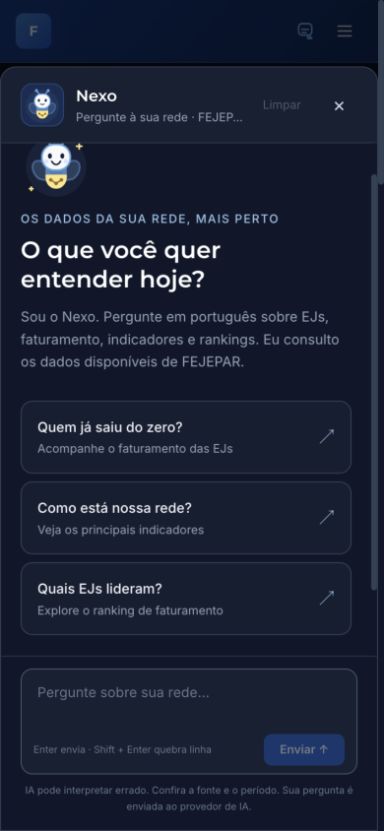 F
Nexo
Pergunte à sua rede · FEJEP...
Limpar
×
OS DADOS DA SUA REDE, MAIS PERTO
O que você quer
entender hoje?
Sou o Nexo. Pergunte em português sobre EJs,
faturamento, indicadores e rankings. Eu consulto
os dados disponíveis de FEJEPAR.
Quem já saiu do zero?
Acompanhe o faturamento das EJs
Como está nossa rede?
Veja os principais indicadores
Quais EJs lideram?
Explore o ranking de faturamento
Pergunte sobre sua rede...
Enter envia · Shift + Enter quebra linha
Enviar ↑
IA pode interpretar errado. Confira a fonte e o período. Sua pergunta é
enviada ao provedor de IA.